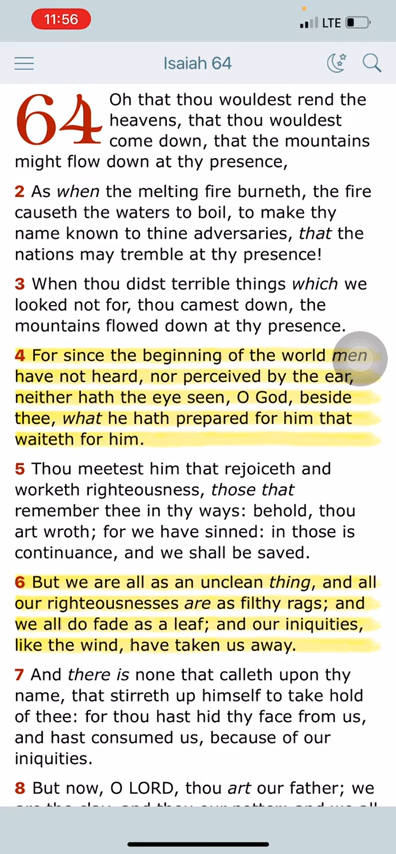 11:56
LTE
Isaiah 64
64 Oh that thou wouldest rend the
heavens, that thou wouldest
come down, that the mountains
might flow down at thy presence,
2 As when the melting fire burneth, the fire
causeth the waters to boil, to make thy
name known to thine adversaries, that the
nations may tremble at thy presence!
3 When thou didst terrible things which we
looked not for, thou camest down, the
mountains flowed down at thy presence.
4 For since the beginning of the world men
have not heard, nor perceived by the ear,
neither hath the eye seen, O God, beside
thee, what he hath prepared for him that
waiteth for him.
5 Thou meetest him that rejoiceth and
worketh righteousness, those that
remember thee in thy ways: behold, thou
art wroth; for we have sinned: in those is
continuance, and we shall be saved.
6 But we are all as an unclean thing, and all
our righteousnesses are as filthy rags; and
we all do fade as a leaf; and our iniquities,
like the wind, have taken us away.
7 And there is none that calleth upon thy
name, that stirreth up himself to take hold
of thee: for thou hast hid thy face from us,
and hast consumed us, because of our
iniquities.
8 But now, O LORD, thou art our father; we